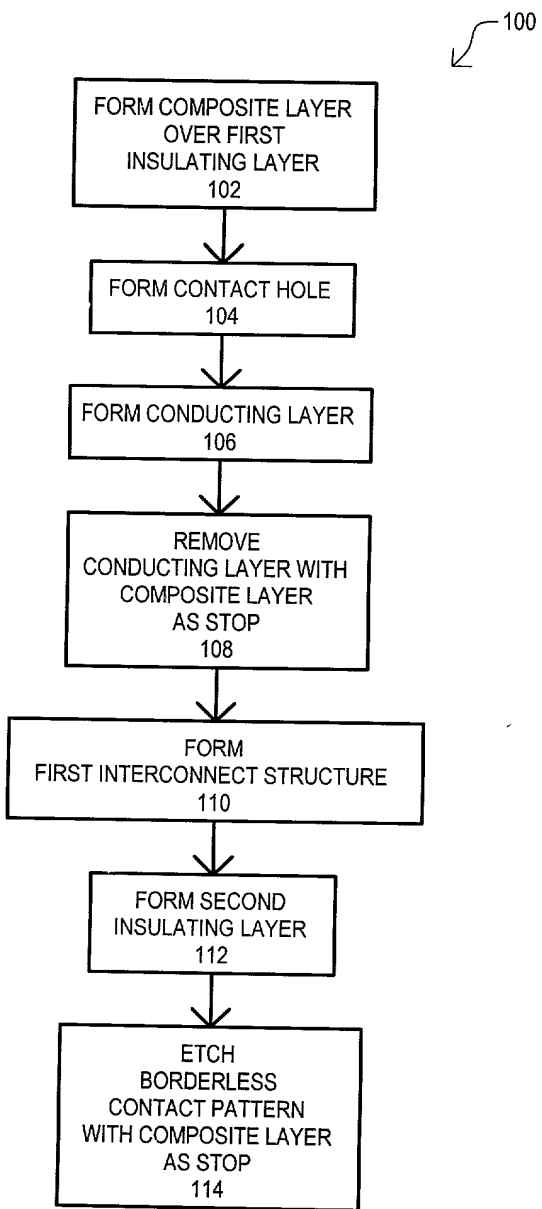 100
FORM COMPOSITE LAYER
OVER FIRST
INSULATING LAYER
102
FORM CONTACT HOLE
104
FORM CONDUCTING LAYER
106
REMOVE
CONDUCTING LAYER WITH
COMPOSITE LAYER
AS STOP
108
FORM
FIRST INTERCONNECT STRUCTURE
110
FORM SECOND
INSULATING LAYER
112
ETCH
BORDERLESS
CONTACT PATTERN
WITH COMPOSITE LAYER
AS STOP
114